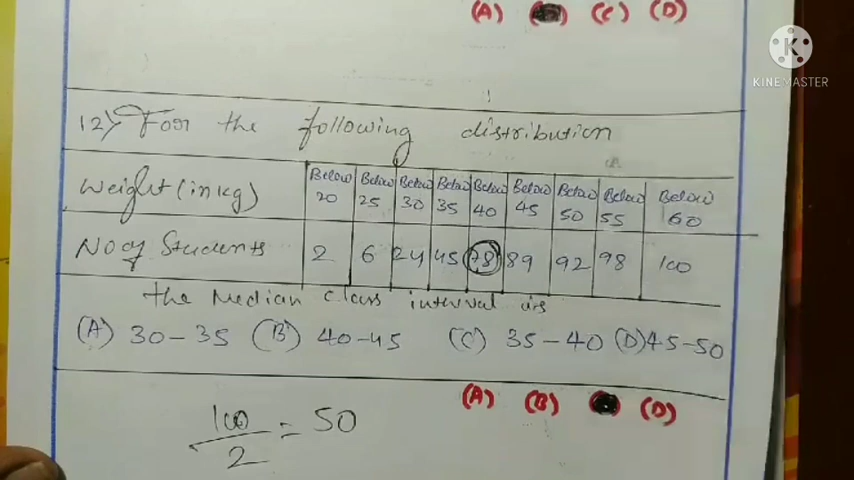 (A) (C) (D)
K
KINEMASTER
12) For the following distribution
Weight (in kg) Below 20 Below 25 Below 30 Below 35 Below 40 Below 45 Below 50 Below 55 Below 60
No of Students 2 6 24 45 78 89 92 98 100
the Median class interval is
(A) 30-35 (B) 40-45 (C) 35-40 (D) 45-50
(A) (B) (D)
100/2 = 50